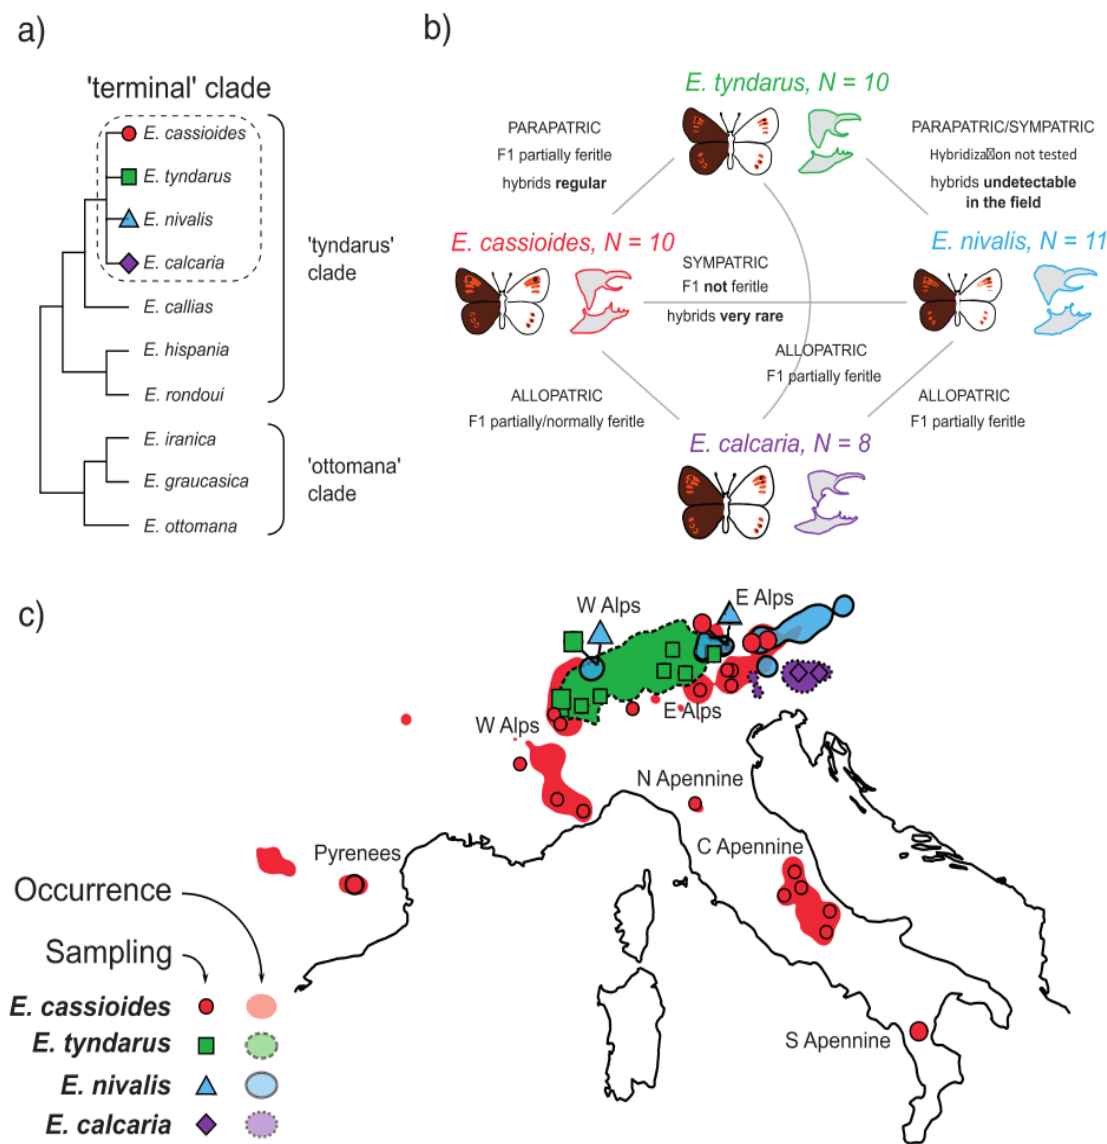 a)
'terminal' clade
E. cassioides
E. tyndarus
E. nivalis
E. calcaria
E. callias
E. hispania
E. rondoui
E. iranica
E. graucasica
E. ottomana
'tyndarus'
clade
'ottomana'
clade
b)
E. tyndarus, N = 10
PARAPATRIC
F1 partially feritle
hybrids regular
PARAPATRIC/SYMPATRIC
Hybridiza▯on not tested
hybrids undetectable
in the field
E. cassioides, N = 10
E. nivalis, N = 11
SYMPATRIC
F1 not feritle
hybrids very rare
ALLOPATRIC
F1 partially feritle
ALLOPATRIC
F1 partially/normally feritle
ALLOPATRIC
F1 partially feritle
E. calcaria, N = 8
c)
W Alps
E Alps
W Alps
E Alps
N Apennine
C Apennine
Pyrenees
S Apennine
Occurrence
Sampling
E. cassioides
E. tyndarus
E. nivalis
E. calcaria